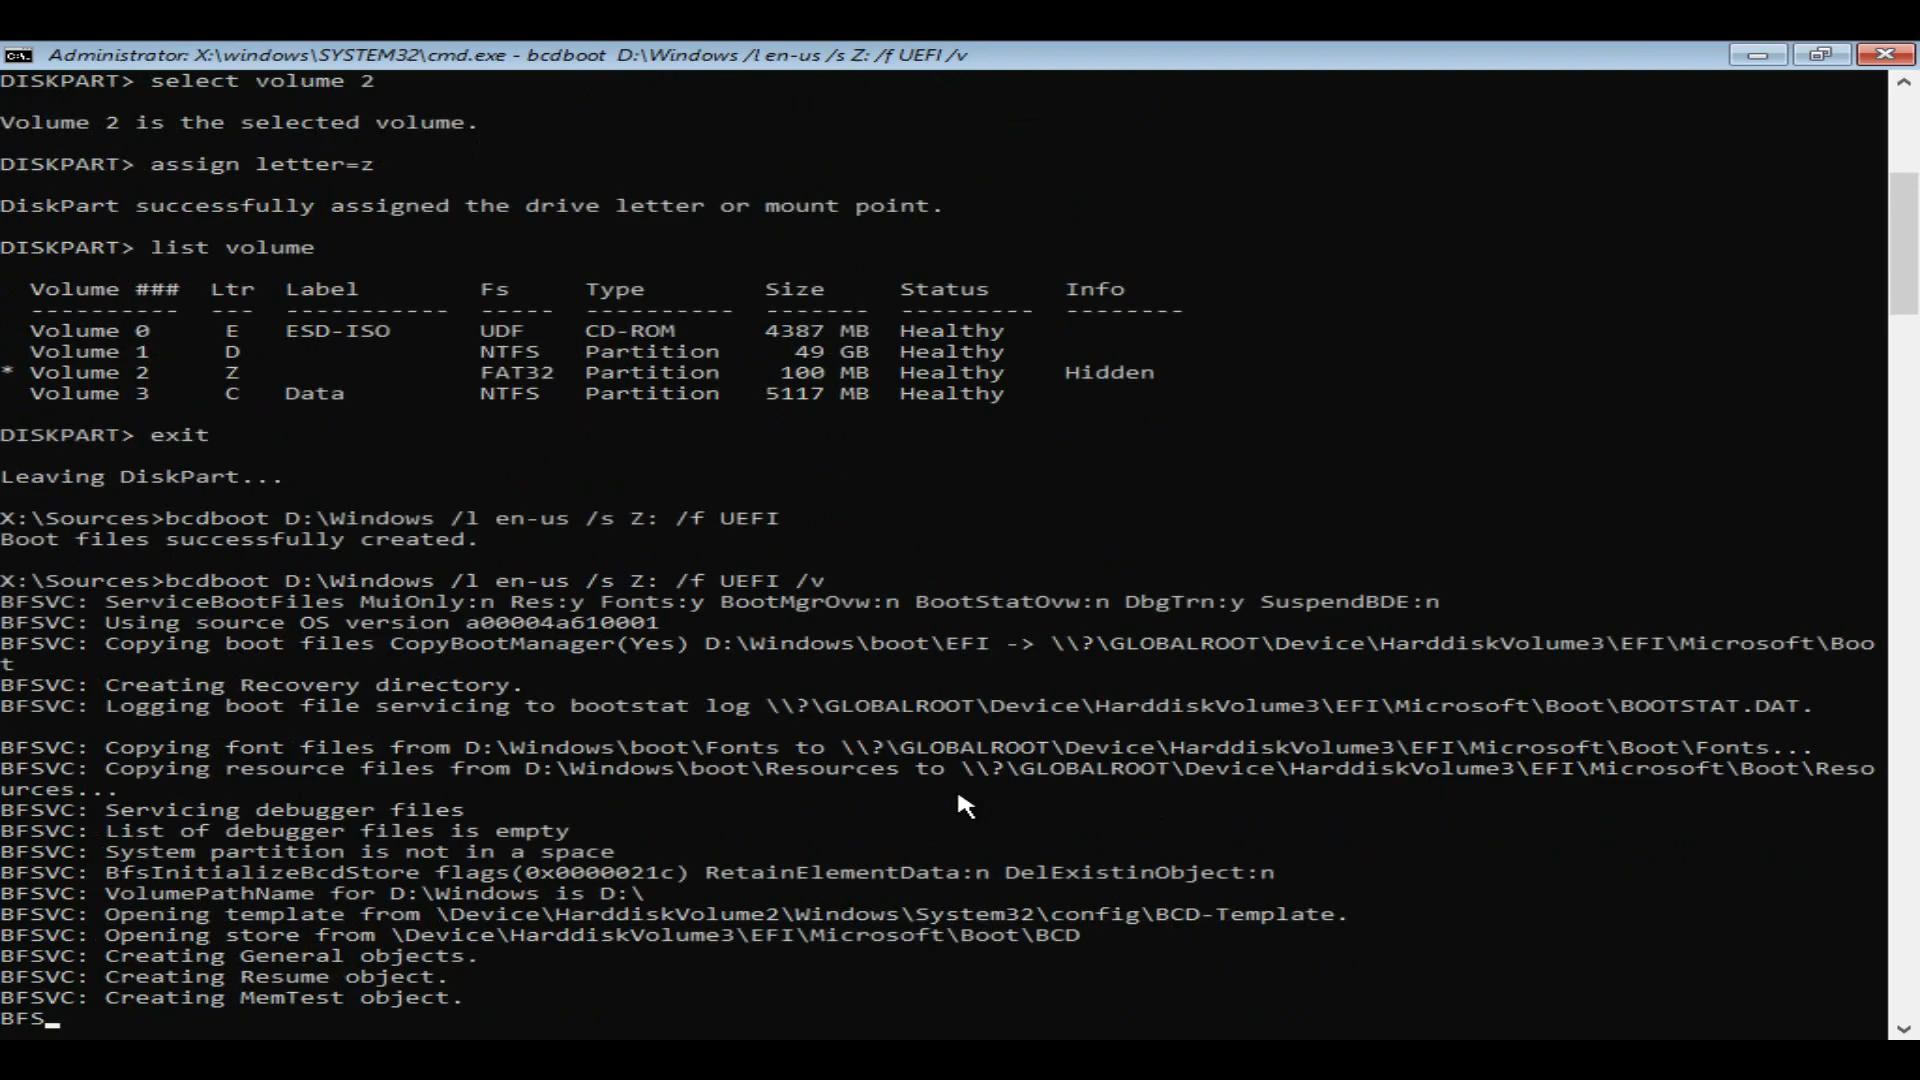 Administrator: X:\windows\SYSTEM32\cmd.exe - bcdboot  D:\Windows /l en-us /s Z: /f UEFI /v
DISKPART> select volume 2
Volume 2 is the selected volume.
DISKPART> assign letter=z
DiskPart successfully assigned the drive letter or mount point.
DISKPART> list volume
  Volume ###  Ltr  Label        Fs     Type        Size     Status     Info
  ----------  ---  -----------  -----  ----------  -------  ---------  --------
  Volume 0     E   ESD-ISO      UDF    CD-ROM      4387 MB  Healthy
  Volume 1     D                NTFS   Partition     49 GB  Healthy
* Volume 2     Z                FAT32  Partition    100 MB  Healthy    Hidden
  Volume 3     C   Data         NTFS   Partition   5117 MB  Healthy
DISKPART> exit
Leaving DiskPart...
X:\Sources>bcdboot D:\Windows /l en-us /s Z: /f UEFI
Boot files successfully created.
X:\Sources>bcdboot D:\Windows /l en-us /s Z: /f UEFI /v
BFSVC: ServiceBootFiles MuiOnly:n Res:y Fonts:y BootMgrOvw:n BootStatOvw:n DbgTrn:y SuspendBDE:n
BFSVC: Using source OS version a00004a610001
BFSVC: Copying boot files CopyBootManager(Yes) D:\Windows\boot\EFI -> \\?\GLOBALROOT\Device\HarddiskVolume3\EFI\Microsoft\Boo
t
BFSVC: Creating Recovery directory.
BFSVC: Logging boot file servicing to bootstat log \\?\GLOBALROOT\Device\HarddiskVolume3\EFI\Microsoft\Boot\BOOTSTAT.DAT.
BFSVC: Copying font files from D:\Windows\boot\Fonts to \\?\GLOBALROOT\Device\HarddiskVolume3\EFI\Microsoft\Boot\Fonts...
BFSVC: Copying resource files from D:\Windows\boot\Resources to \\?\GLOBALROOT\Device\HarddiskVolume3\EFI\Microsoft\Boot\Reso
urces...
BFSVC: Servicing debugger files
BFSVC: List of debugger files is empty
BFSVC: System partition is not in a space
BFSVC: BfsInitializeBcdStore flags(0x0000021c) RetainElementData:n DelExistinObject:n
BFSVC: VolumePathName for D:\Windows is D:\
BFSVC: Opening template from \Device\HarddiskVolume2\Windows\System32\config\BCD-Template.
BFSVC: Opening store from \Device\HarddiskVolume3\EFI\Microsoft\Boot\BCD
BFSVC: Creating General objects.
BFSVC: Creating Resume object.
BFSVC: Creating MemTest object.
BFS